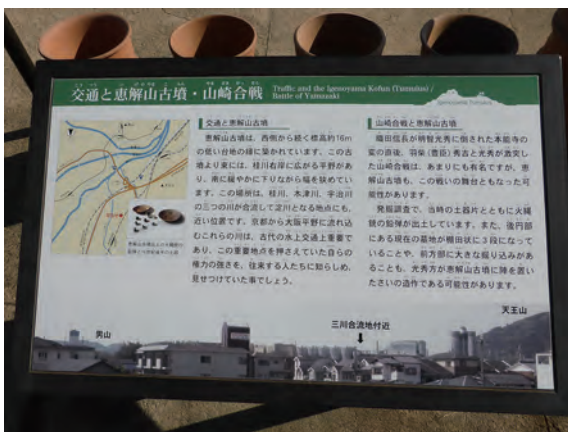 交通と恵解山古墳・山崎合戦
Traffic and the Igenoyama Kofun (Tumulus) /
Battle of Yamazaki
Igenoyama Tumulus
交通と恵解山古墳
恵解山古墳は、西側から続く標高約16m
の低い台地の縁に築かれています。この古
墳より東には、桂川右岸に広がる平野があ
り、南に緩やかに下りながら幅を狭めてい
ます。この場所は、桂川、木津川、宇治川
の三つの川が合流して淀川となる地点にも、
近い位置です。京都から大阪平野に流れ込
むこれらの川は、古代の水上交通上重要で
あり、この重要地点を押さえていた自らの
権力の強さを、往来する人たちに知らしめ、
見せつけていた事でしょう。
山崎合戦と恵解山古墳
織田信長が明智光秀に倒された本能寺の
変の直後、羽柴(豊臣)秀吉と光秀が激突し
た山崎合戦は、あまりにも有名ですが、恵
解山古墳も、この戦いの舞台ともなった可
能性があります。
発掘調査で、当時の土器片とともに火縄
銃の鉛弾が出土しています。また、後円部
にある現在の墓地が棚田状に3段になって
いることや、前方部に大きな掘り込みがあ
ることも、光秀方が恵解山古墳に陣を置い
たさいの造作である可能性があります。
男山
三川合流地付近
天王山